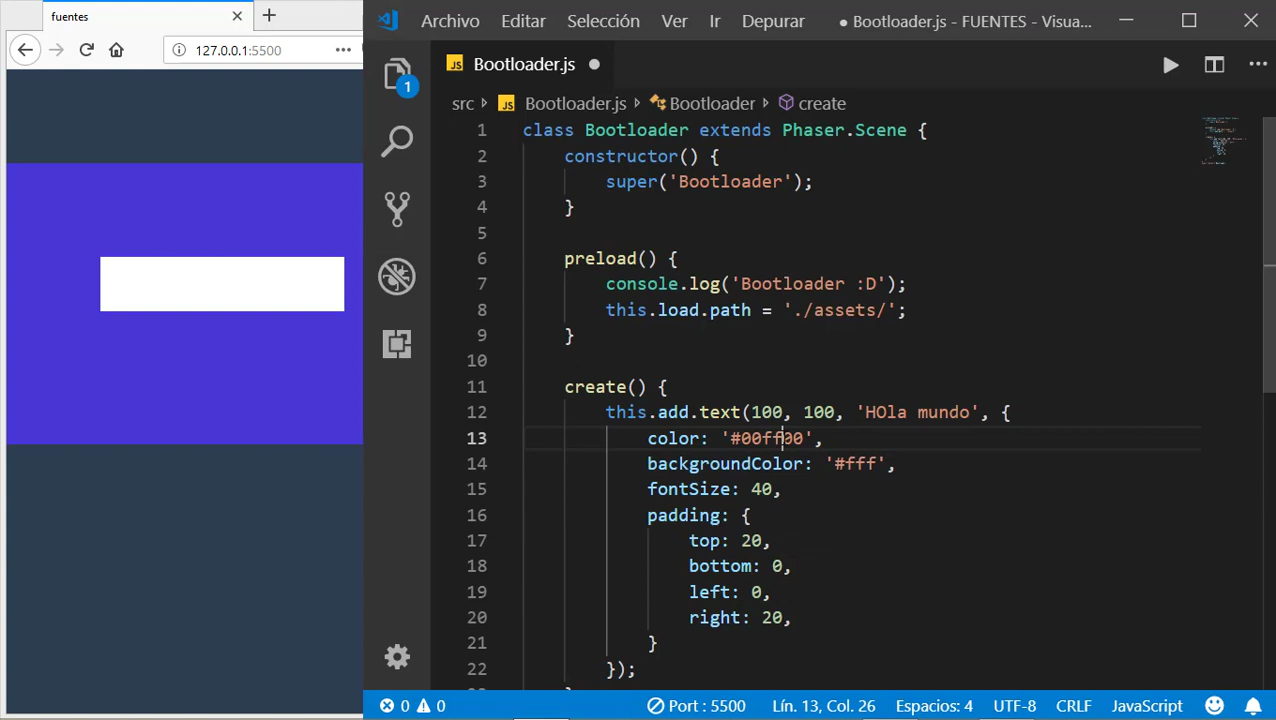 fuentes
127.0.0.1:5500
Archivo Editar Selección Ver Ir Depurar ● Bootloader.js - FUENTES - Visua...
1
JS Bootloader.js
src JS Bootloader.js Bootloader create
1 class Bootloader extends Phaser.Scene {
2 constructor() {
3 super('Bootloader');
4 }
5
6 preload() {
7 console.log('Bootloader :D');
8 this.load.path = './assets/';
9 }
10
11 create() {
12 this.add.text(100, 100, 'HOla mundo', {
13 color: '#00ff00',
14 backgroundColor: '#fff',
15 fontSize: 40,
16 padding: {
17 top: 20,
18 bottom: 0,
19 left: 0,
20 right: 20,
21 }
22 });
0 0 Port : 5500 Lín. 13, Col. 26 Espacios: 4 UTF-8 CRLF JavaScript